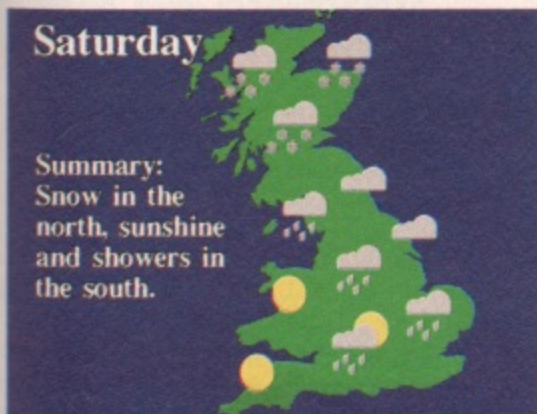 Saturday
Summary:
Snow in the
north, sunshine
and showers in
the south.